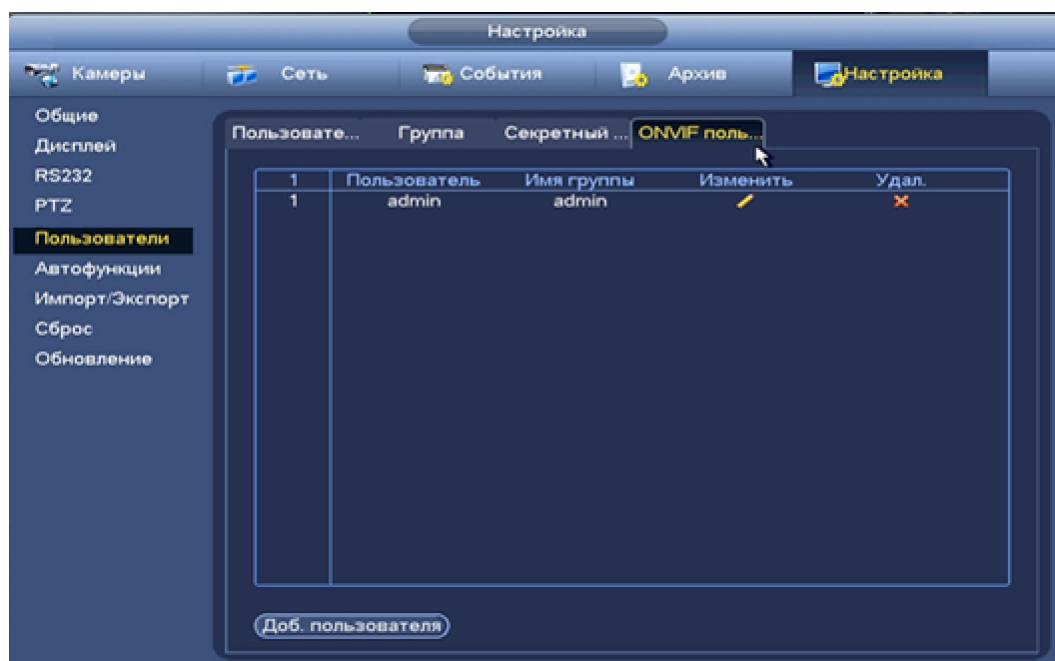 Настройка
Камеры Сеть События Архив Настройка
Общие
Дисплей
RS232
PTZ
Пользователи
Автофункции
Импорт/Экспорт
Сброс
Обновление
Пользовате... Группа Секретный ... ONVIF поль...
1 Пользователь Имя группы Изменить Удал.
1 admin admin
Доб. пользователя